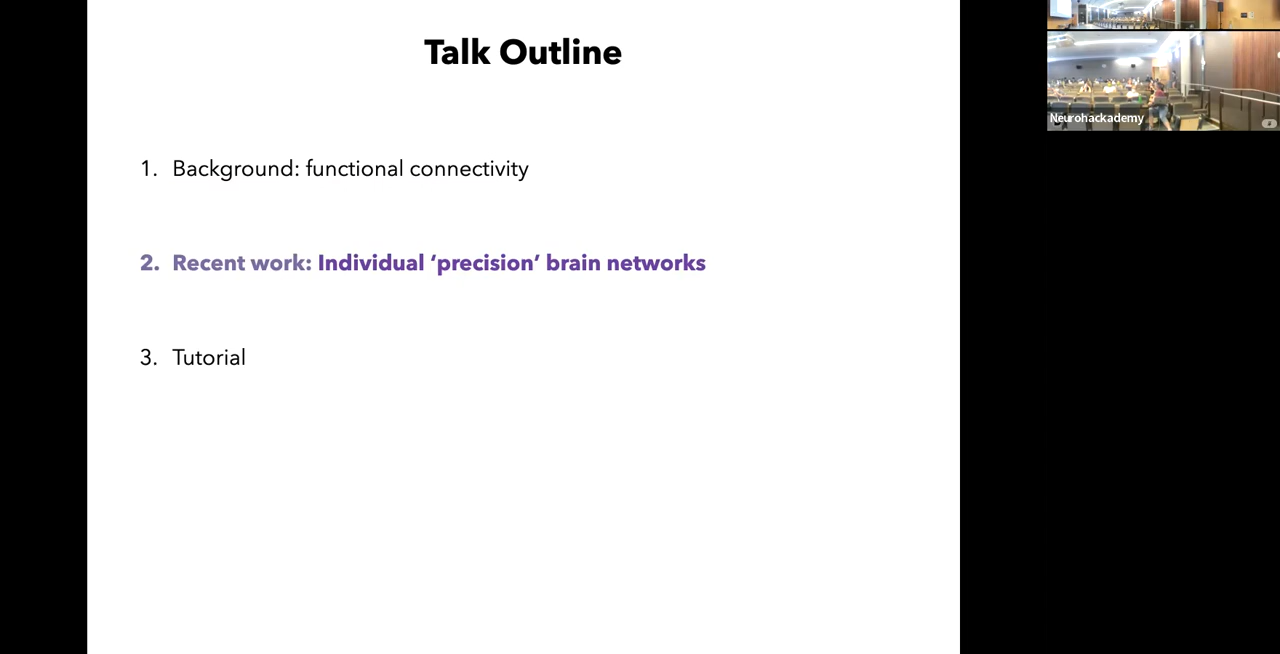 Talk Outline
1. Background: functional connectivity
2. Recent work: Individual ‘precision’ brain networks
3. Tutorial
Neurohackademy